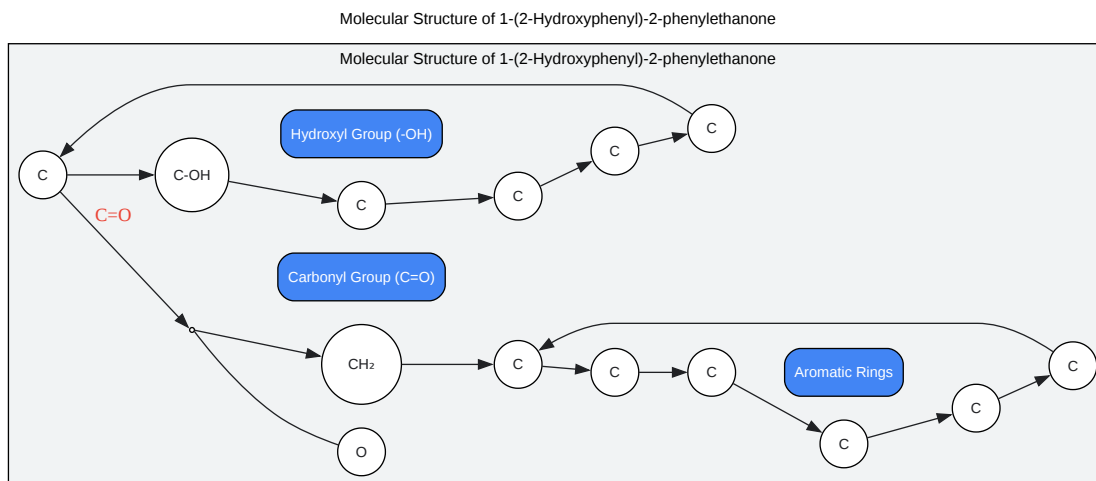 Molecular Structure of 1-(2-Hydroxyphenyl)-2-phenylethanone
Molecular Structure of 1-(2-Hydroxyphenyl)-2-phenylethanone
C
Hydroxyl Group (-OH)
C
C
C-OH
C
C
C
C=O
Carbonyl Group (C=O)
CH₂
C
C
C
Aromatic Rings
C
C
C
O